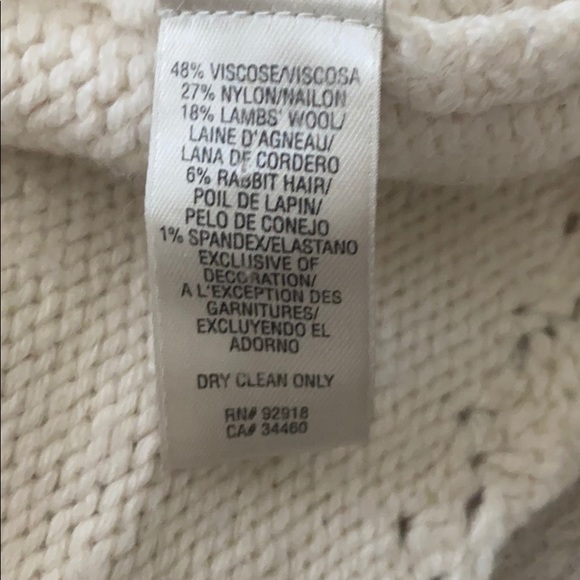 48% VISCOSE/VISCOSA
27% NYLON/NAILON
18% LAMBS' WOOL/
LAINE D'AGNEAU/
LANA DE CORDERO
6% RABBIT HAIR/
POIL DE LAPIN/
PELO DE CONEJO
1% SPANDEX/ELASTANO
EXCLUSIVE OF
DECORATION/
A L'EXCEPTION DES
GARNITURES/
EXCLUYENDO EL
ADORNO
DRY CLEAN ONLY
RN# 92918
CA# 34460